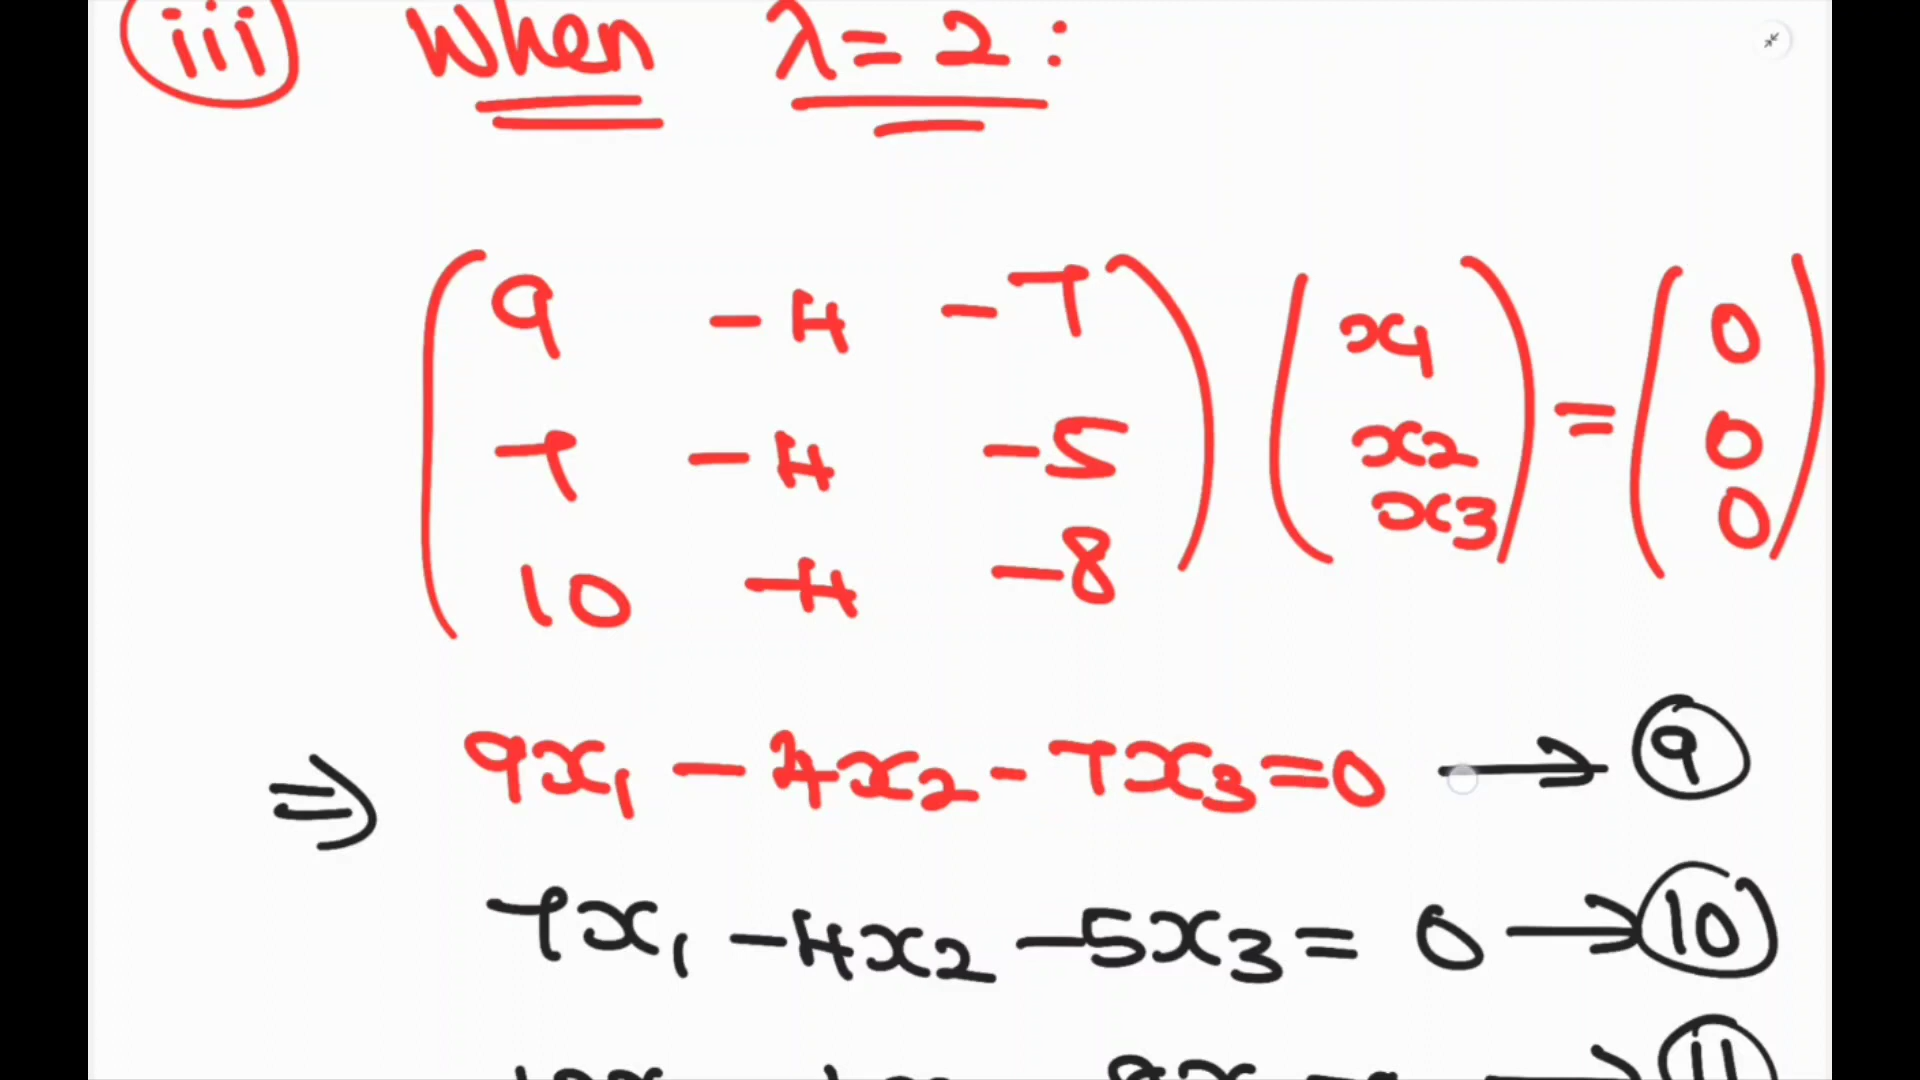 iii When λ = 2 :
9 -4 -7 x1 0
7 -4 -5 x2 = 0
10 -4 -8 x3 0
⇒ 9x1 - 4x2 - 7x3 = 0 → 9
7x1 - 4x2 - 5x3 = 0 → 10
11